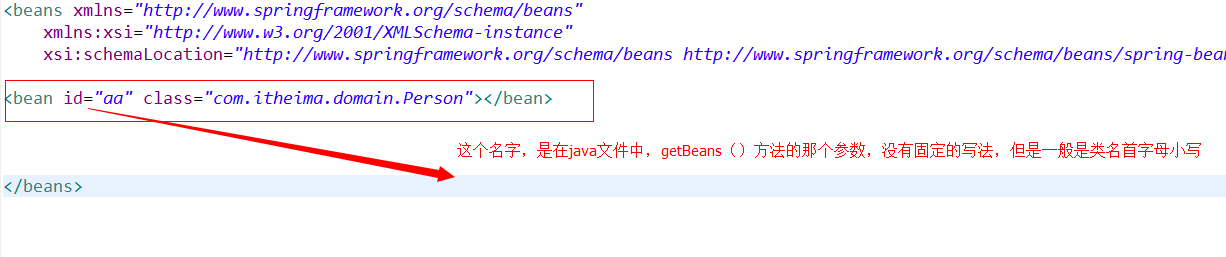 <beans xmlns="http://www.springframework.org/schema/beans"
xmlns:xsi="http://www.w3.org/2001/XMLSchema-instance"
xsi:schemaLocation="http://www.springframework.org/schema/beans http://www.springframework.org/schema/beans/spring-bea
<bean id="aa" class="com.itheima.domain.Person"></bean>
这个名字，是在java文件中，getBeans（）方法的那个参数，没有固定的写法，但是一般是类名首字母小写
</beans>